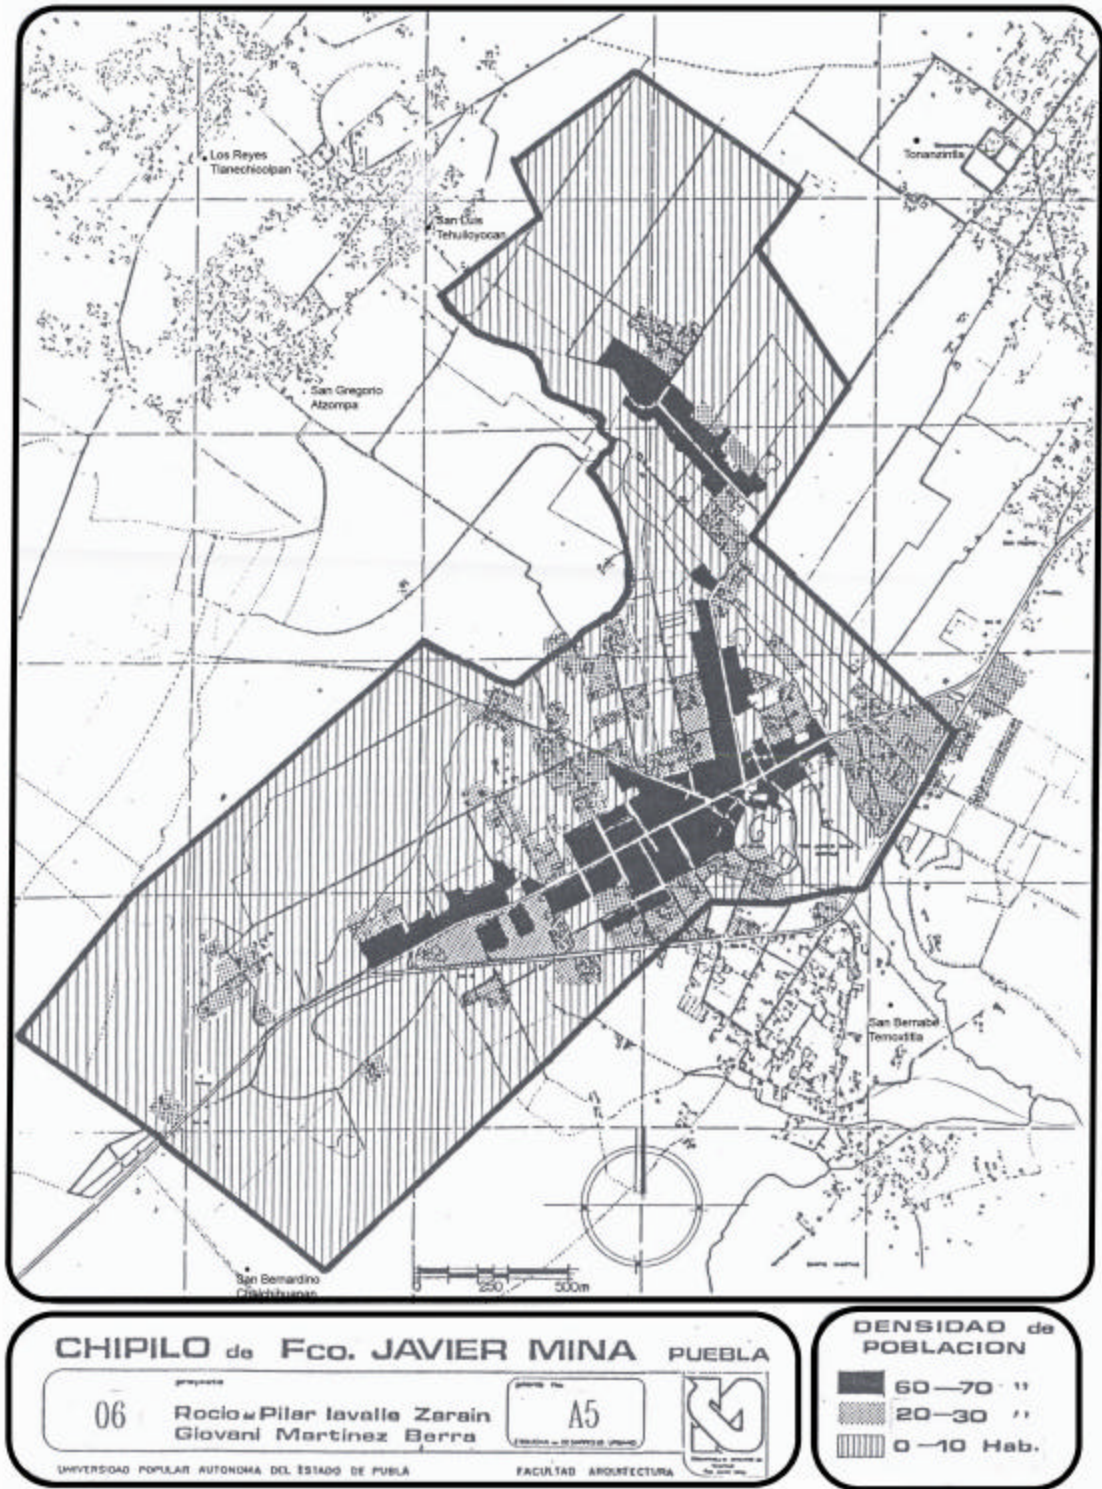 Los Reyes
Tlanechicolpan
San Luis
Tehuiloyocan
Tonanzintla
San Gregorio
Atzompa
San Bernabé
Temoxtitla
San Bernardino
Chalchihuapan
0 250 500m
CHIPILO de Fco. JAVIER MINA PUEBLA
proyecto
06
Rocio Pilar lavalle Zarain
Giovani Martinez Berra
A5
UNIVERSIDAD POPULAR AUTONOMA DEL ESTADO DE PUEBLA
FACULTAD ARQUITECTURA
DENSIDAD de
POBLACION
60—70 "
20—30 "
0—10 Hab.